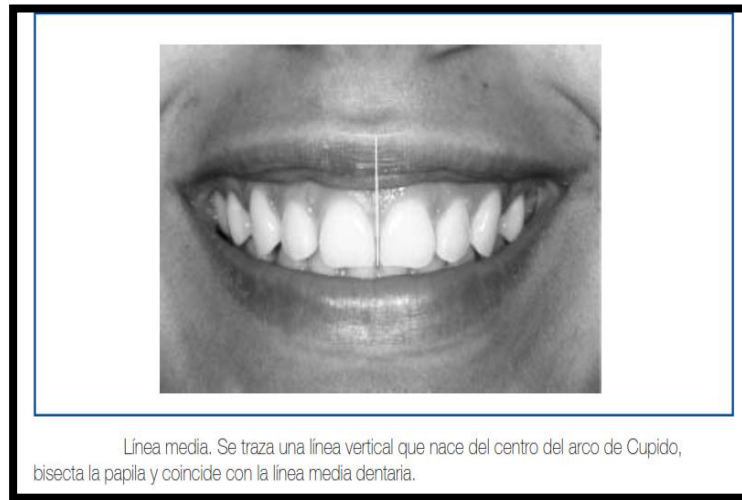 Línea media. Se traza una línea vertical que nace del centro del arco de Cupido,
bisecta la papila y coincide con la línea media dentaria.